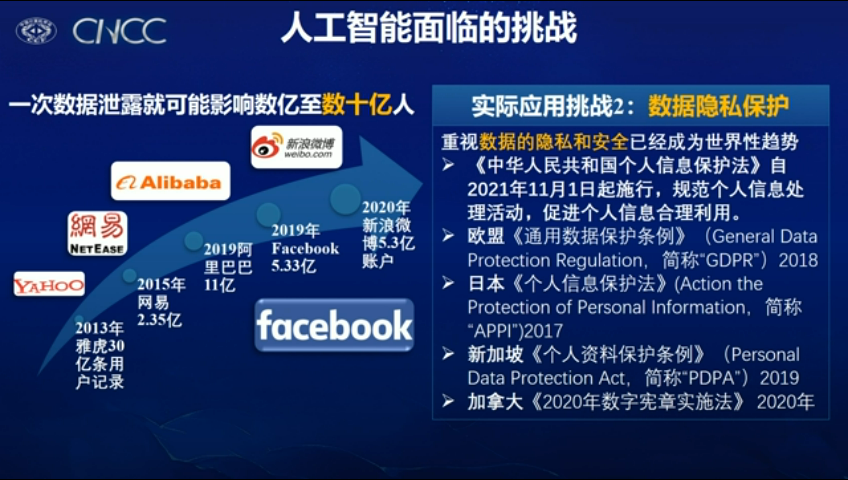 CNCC
人工智能面临的挑战
一次数据泄露就可能影响数亿至数十亿人
新浪微博
weibo.com
Alibaba
網易
NETEASE
YAHOO!
facebook
2013年
雅虎30
亿条用
户记录
2015年
网易
2.35亿
2019阿
里巴巴
11亿
2019年
Facebook
5.33亿
2020年
新浪微
博5.3亿
账户
实际应用挑战2：数据隐私保护
重视数据的隐私和安全已经成为世界性趋势
➤ 《中华人民共和国个人信息保护法》自
2021年11月1日起施行，规范个人信息处
理活动，促进个人信息合理利用。
➤ 欧盟《通用数据保护条例》（General Data
Protection Regulation，简称“GDPR”）2018
➤ 日本《个人信息保护法》(Action the
Protection of Personal Information，简称
“APPI”)2017
➤ 新加坡《个人资料保护条例》（Personal
Data Protection Act，简称“PDPA”）2019
➤ 加拿大《2020年数字宪章实施法》 2020年